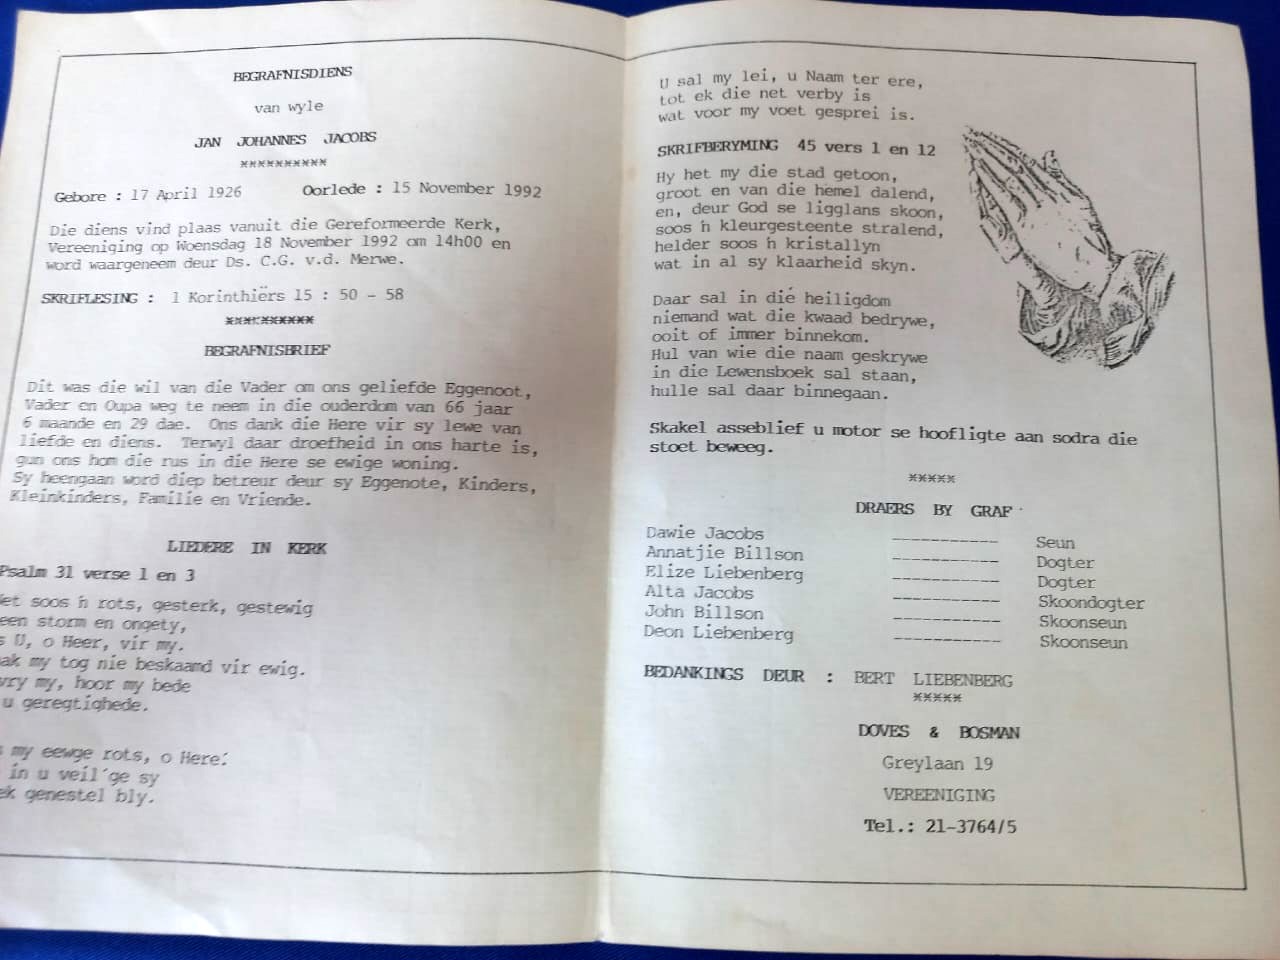 BEGRAFNISDIENS
van wyle
JAN JOHANNES JACOBS
**********
Gebore : 17 April 1926 Oorlede : 15 November 1992
Die diens vind plaas vanuit die Gereformeerde Kerk,
Vereeniging op Woensdag 18 November 1992 om 14h00 en
word waargeneem deur Ds. C.G. v.d. Merwe.
SKRIFLESING : 1 Korinthiërs 15 : 50 - 58
**********
BEGRAFNISBRIEF
Dit was die wil van die Vader om ons geliefde Eggenoot,
Vader en Oupa weg te neem in die ouderdom van 66 jaar
6 maande en 29 dae. Ons dank die Here vir sy lewe van
liefde en diens. Terwyl daar droefheid in ons harte is,
gun ons hom die rus in die Here se ewige woning.
Sy heengaan word diep betreur deur sy Eggenote, Kinders,
Kleinkinders, Familie en Vriende.
LIEDERE IN KERK
Psalm 31 verse 1 en 3
soos 'n rots, gesterk, gestewig
storm en ongety,
U, o Heer, vir my.
my tog nie beskaamd vir ewig.
my, hoor my bede
u geregtighede.
my eewge rots, o Here!
in u veil'ge sy
genestel bly.
U sal my lei, u Naam ter ere,
tot ek die net verby is
wat voor my voet gesprei is.
SKRIFBERYMING 45 vers 1 en 12
Hy het my die stad getoon,
groot en van die hemel dalend,
en, deur God se ligglans skoon,
soos 'n kleurgesteente stralend,
helder soos 'n kristallyn
wat in al sy klaarheid skyn.
Daar sal in dié heiligdom
niemand wat die kwaad bedrywe,
ooit of immer binnekom.
Hul van wie die naam geskrywe
in die Lewensboek sal staan,
hulle sal daar binnegaan.
Skakel asseblief u motor se hoofligte aan sodra die
stoet beweeg.
*****
DRAERS BY GRAF
Dawie Jacobs ----------- Seun
Annatjie Billson ----------- Dogter
Elize Liebenberg ----------- Dogter
Alta Jacobs ----------- Skoondogter
John Billson ----------- Skoonseun
Deon Liebenberg ----------- Skoonseun
BEDANKINGS DEUR : BERT LIEBENBERG
*****
DOVES & BOSMAN
Greylaan 19
VEREENIGING
Tel.: 21-3764/5